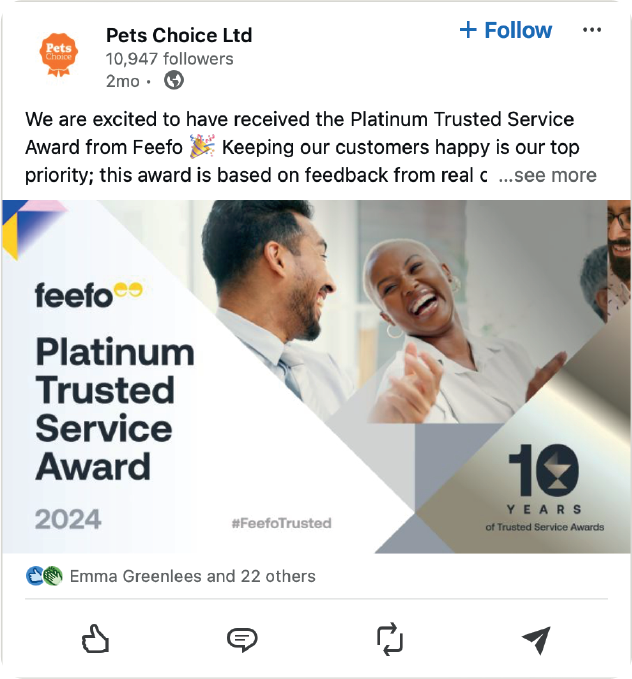 Pets
Choice
Pets Choice Ltd
+ Follow
10,947 followers
2mo •
We are excited to have received the Platinum Trusted Service
Award from Feefo 🎉 Keeping our customers happy is our top
priority; this award is based on feedback from real c ...see more
feefo
Platinum
Trusted
Service
Award
2024
#FeefoTrusted
10
YEARS
of Trusted Service Awards
Emma Greenlees and 22 others